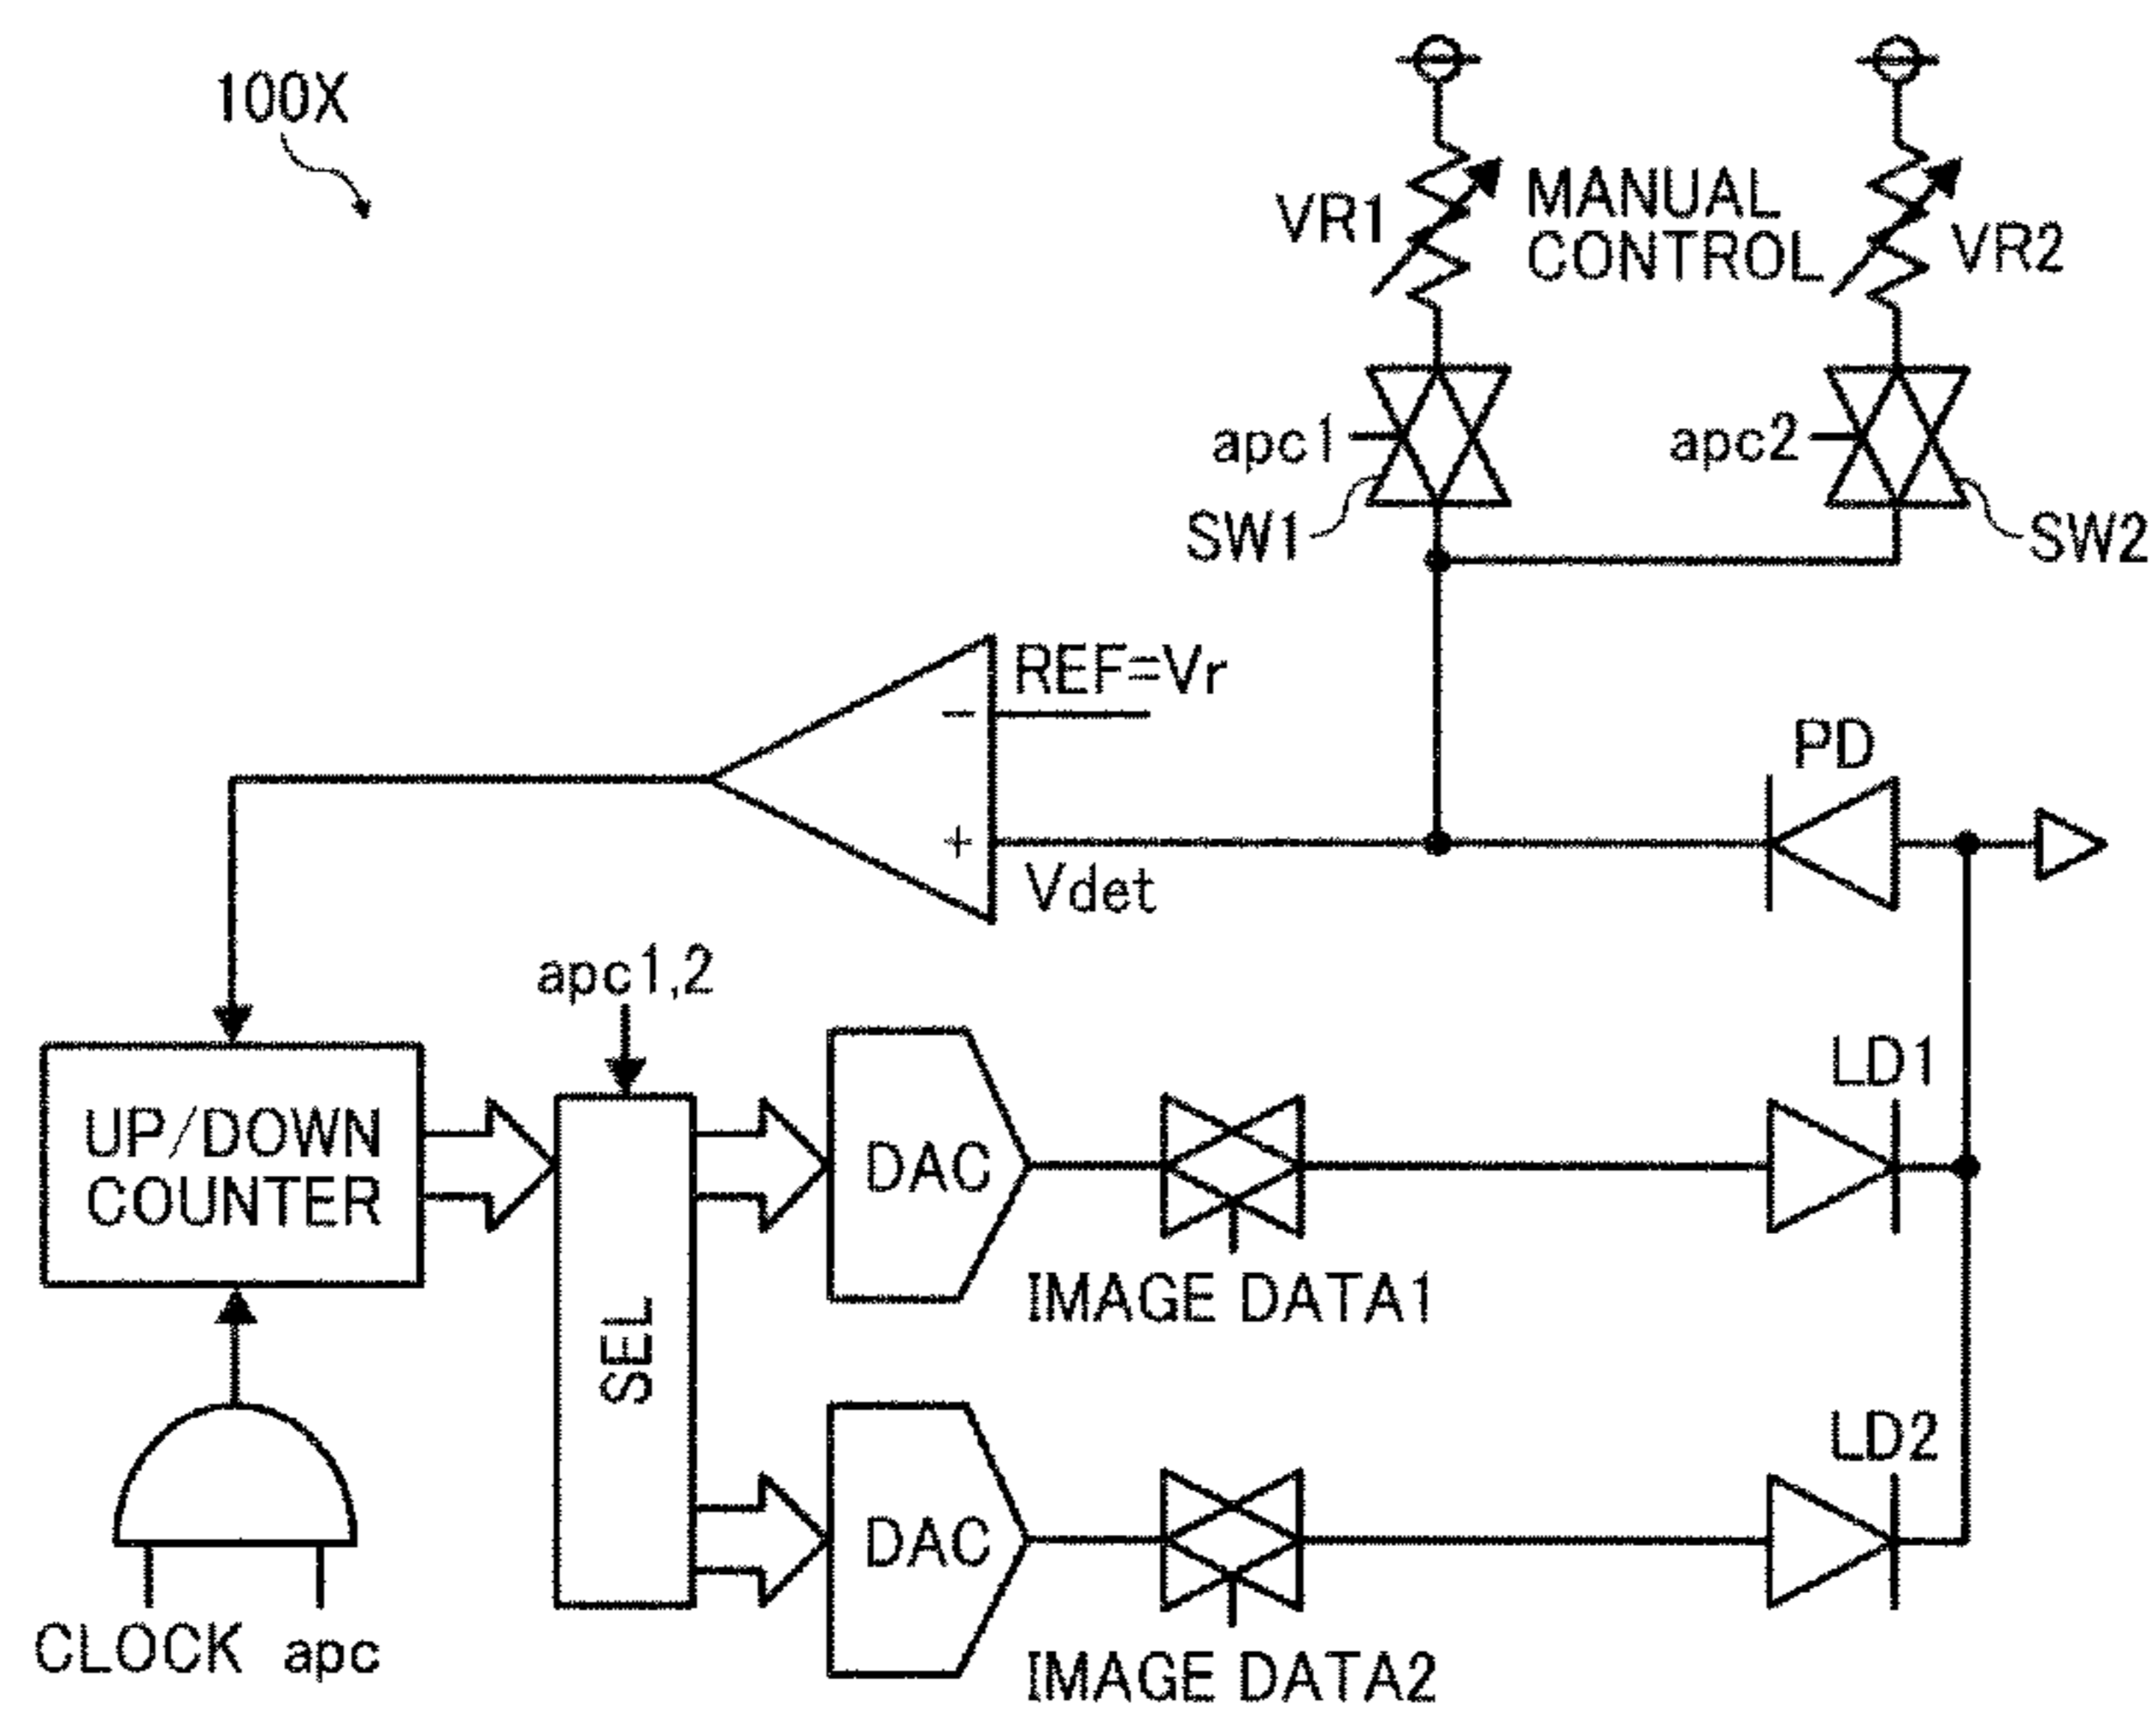 100X
VR1
MANUAL
CONTROL
VR2
apc1
apc2
SW1
SW2
REF=Vr
-
PD
+
Vdet
apc1,2
LD1
UP/DOWN
COUNTER
DAC
IMAGE DATA1
SEL
LD2
DAC
CLOCK apc
IMAGE DATA2